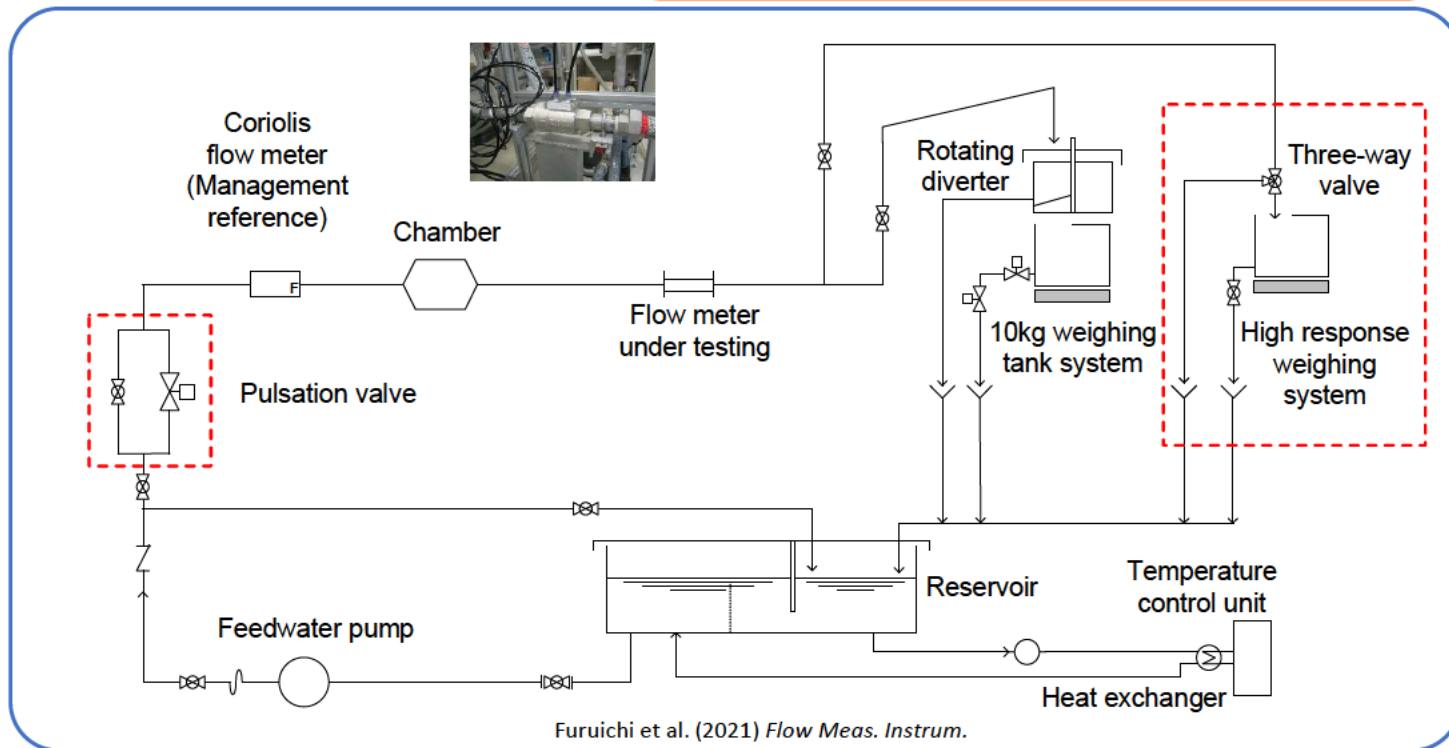 Coriolis
flow meter
(Management
reference)
F
Chamber
Flow meter
under testing
Pulsation valve
Rotating
diverter
10kg weighing
tank system
Three-way
valve
High response
weighing
system
Reservoir
Temperature
control unit
Heat exchanger
Feedwater pump
Furuichi et al. (2021) Flow Meas. Instrum.